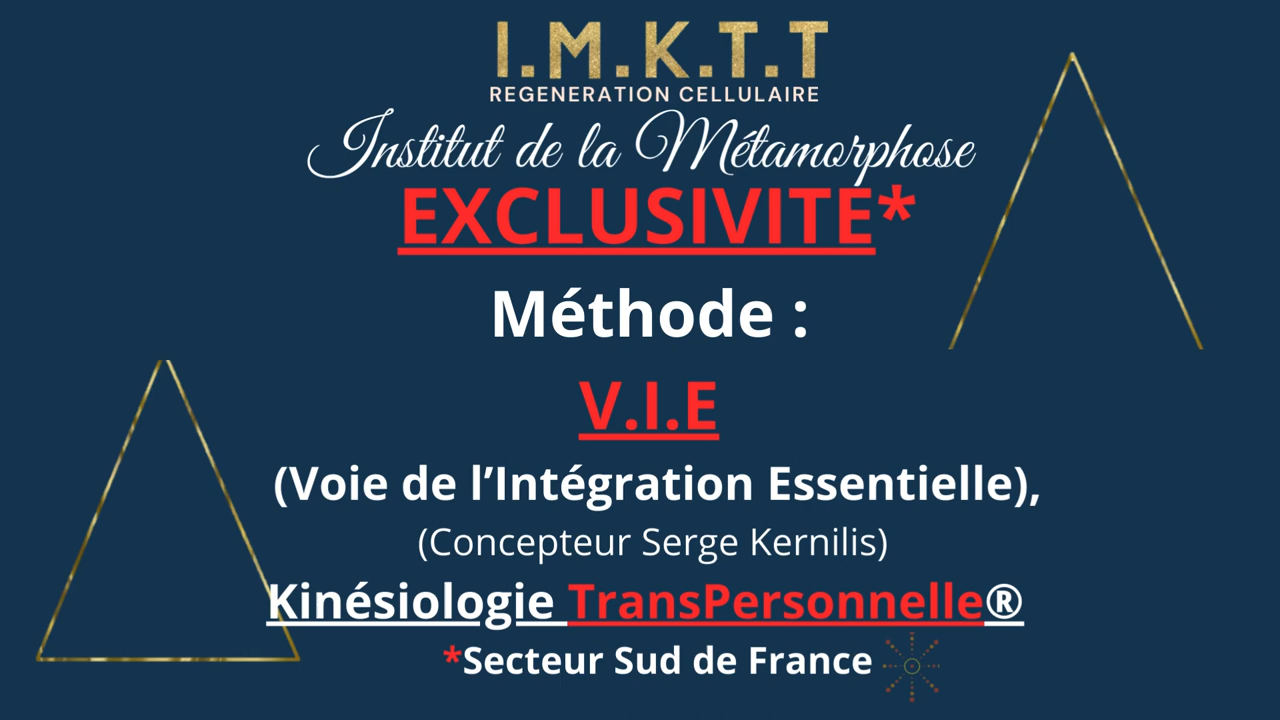 I.M.K.T.T
REGENERATION CELLULAIRE
Institut de la Métamorphose
EXCLUSIVITE*
Méthode :
V.I.E
(Voie de l’Intégration Essentielle),
(Concepteur Serge Kernilis)
Kinésiologie TransPersonnelle®
*Secteur Sud de France